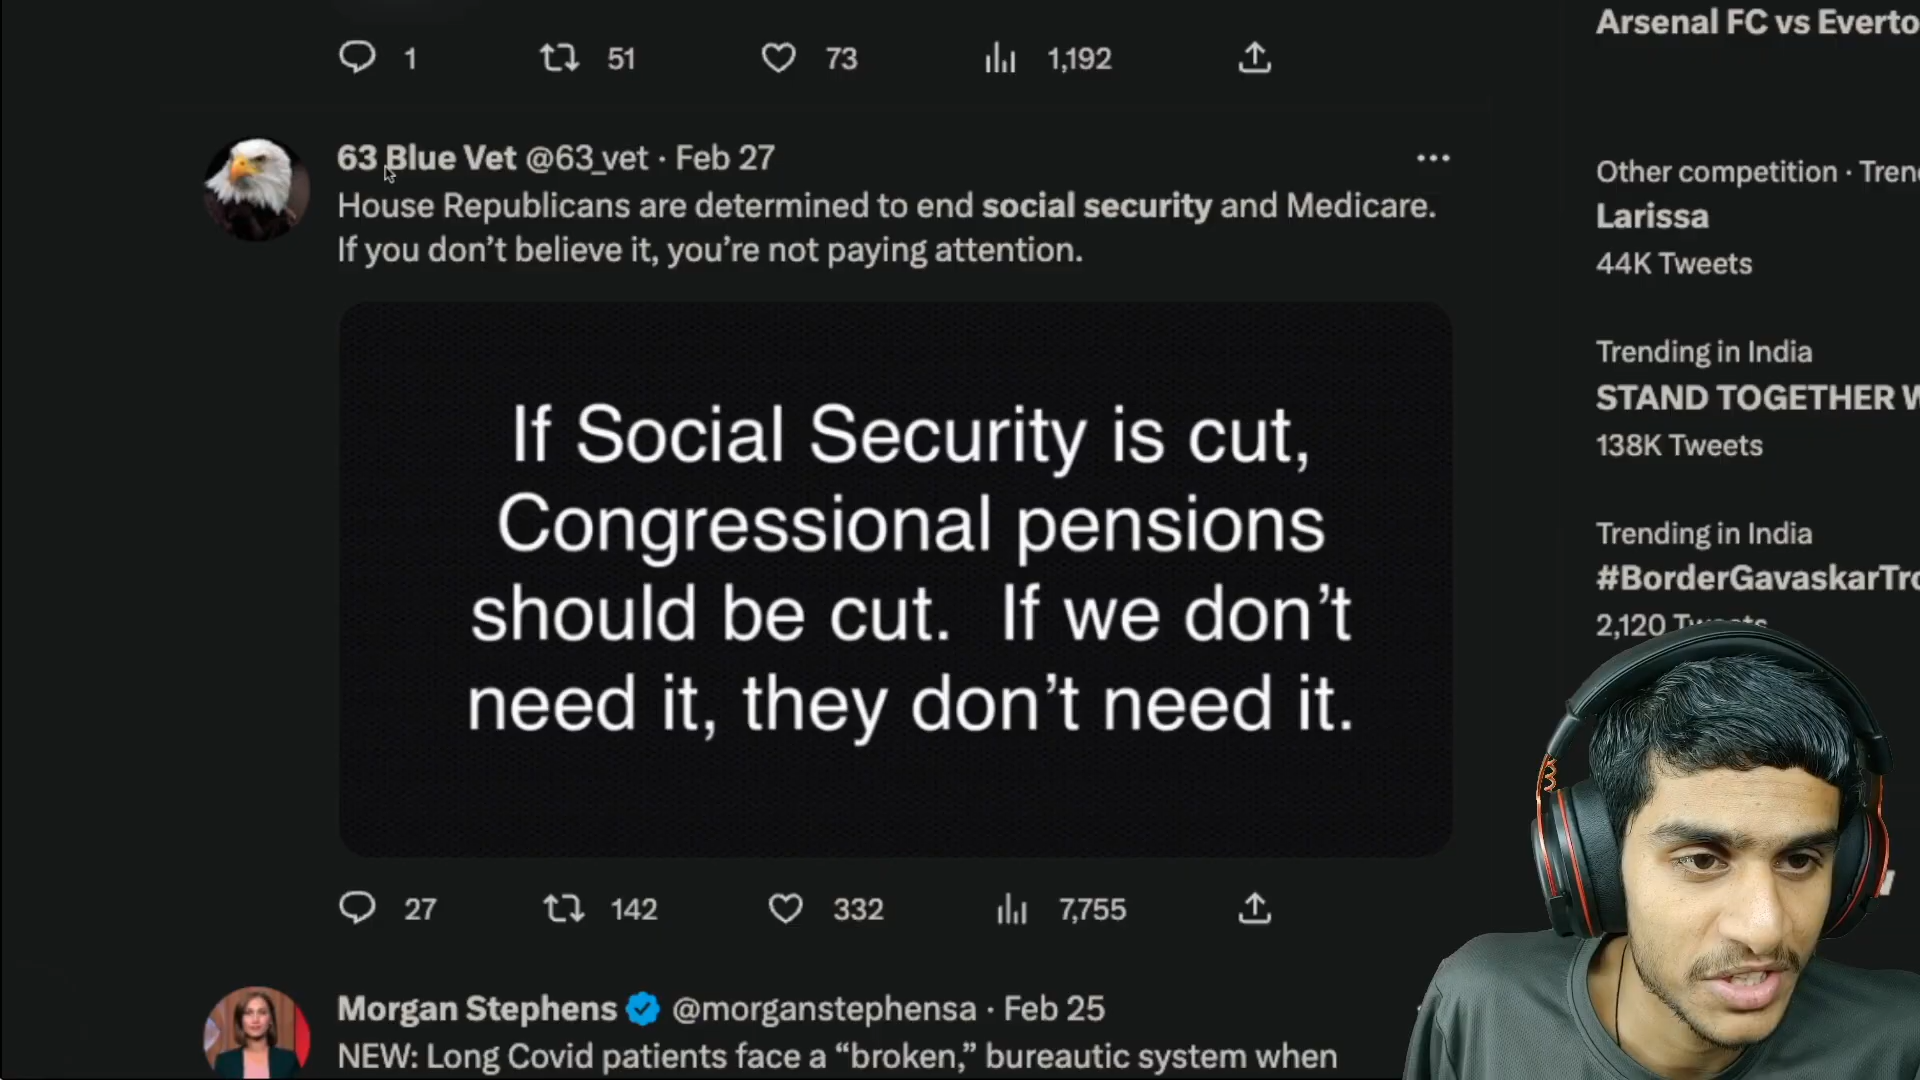 1 51 73 1,192
63 Blue Vet @63_vet · Feb 27
House Republicans are determined to end social security and Medicare.
If you don’t believe it, you’re not paying attention.
If Social Security is cut,
Congressional pensions
should be cut. If we don’t
need it, they don’t need it.
27 142 332 7,755
Morgan Stephens @morganstephensa · Feb 25
NEW: Long Covid patients face a “broken,” bureautic system when
Arsenal FC vs Everto
Other competition · Tren
Larissa
44K Tweets
Trending in India
STAND TOGETHER W
138K Tweets
Trending in India
#BorderGavaskarTro
2,120 Tweets